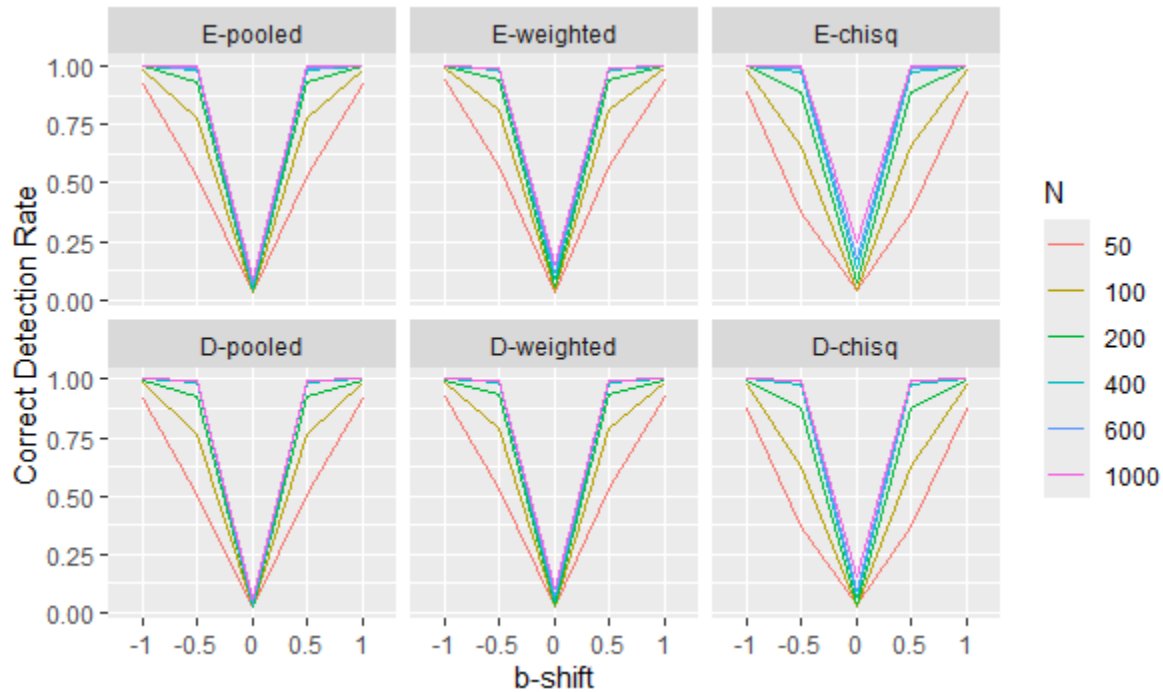 E-pooled E-weighted E-chisq
1.00
0.75
0.50
0.25
0.00
D-pooled D-weighted D-chisq
1.00
0.75
0.50
0.25
0.00
-1 -0.5 0 0.5 1 -1 -0.5 0 0.5 1 -1 -0.5 0 0.5 1
b-shift
Correct Detection Rate
N
50
100
200
400
600
1000